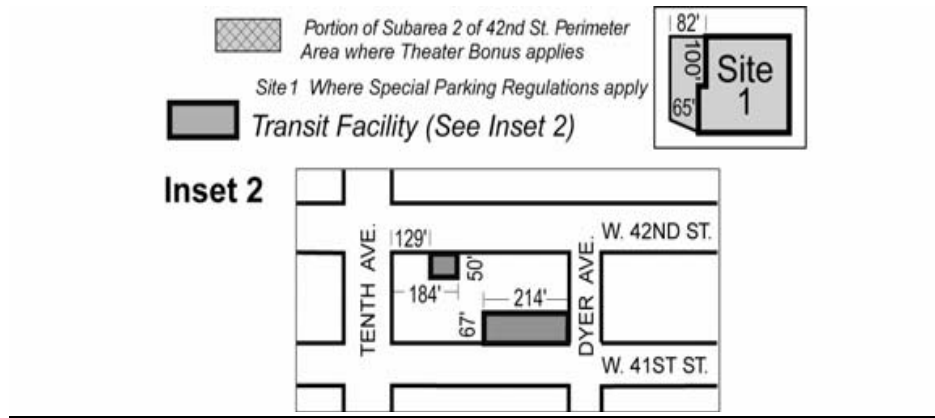 Portion of Subarea 2 of 42nd St. Perimeter
Area where Theater Bonus applies
Site 1 Where Special Parking Regulations apply
Transit Facility (See Inset 2)
82'
100'
65'
Site
1
Inset 2
TENTH AVE.
129'
184'
50'
214'
67'
DYER AVE.
W. 42ND ST.
W. 41ST ST.